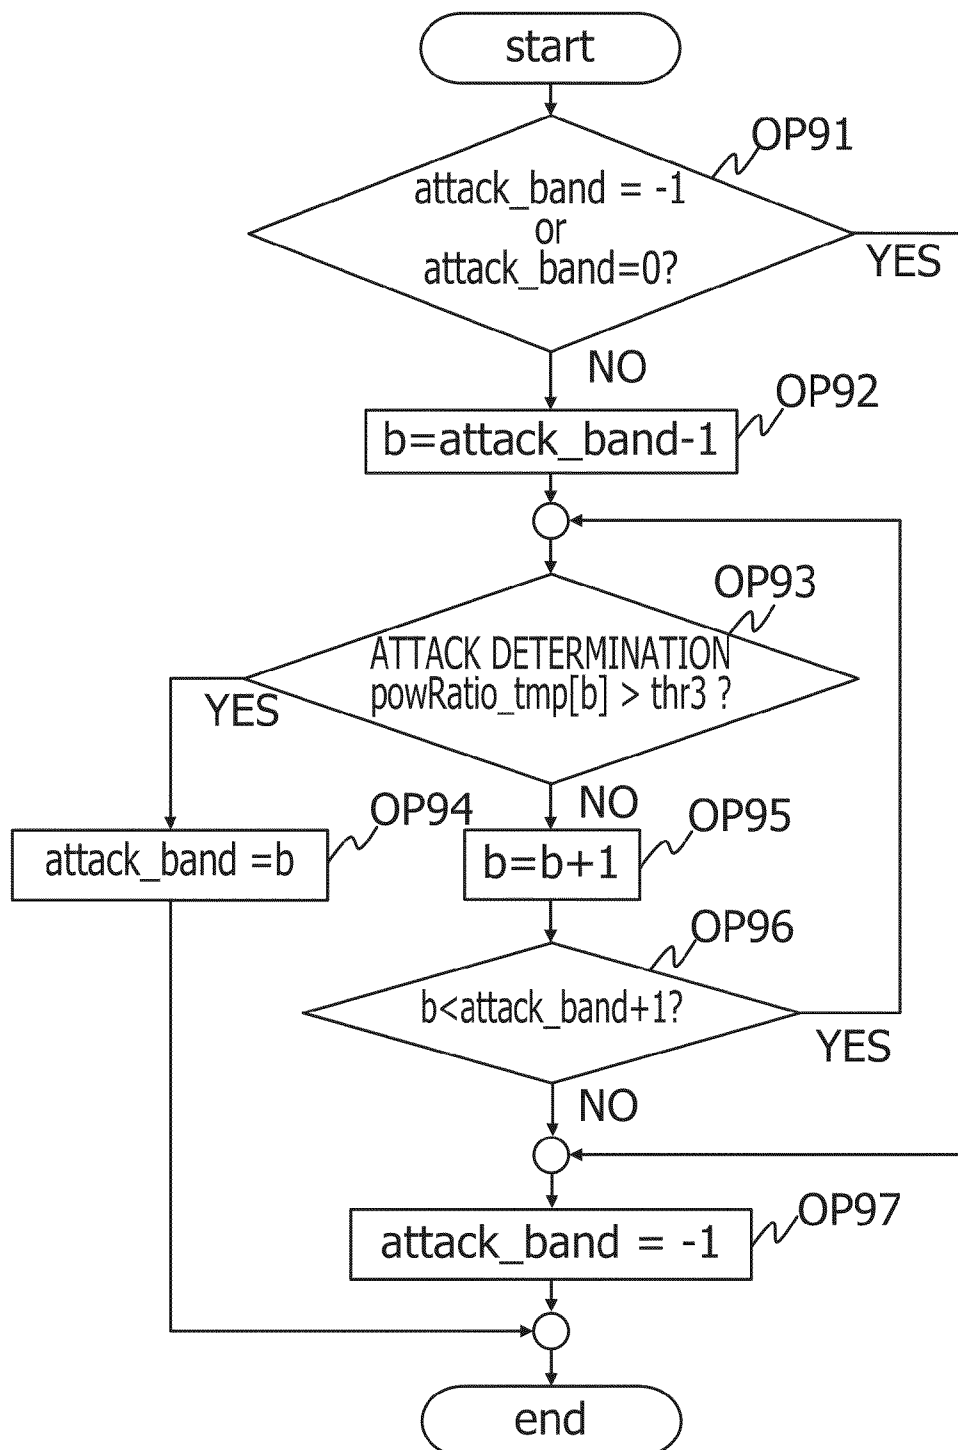 start
OP91
attack_band = -1
or
attack_band=0?
YES
NO
OP92
b=attack_band-1
OP93
ATTACK DETERMINATION
powRatio_tmp[b] > thr3 ?
YES
NO
OP94
attack_band =b
OP95
b=b+1
OP96
b<attack_band+1?
YES
NO
OP97
attack_band = -1
end